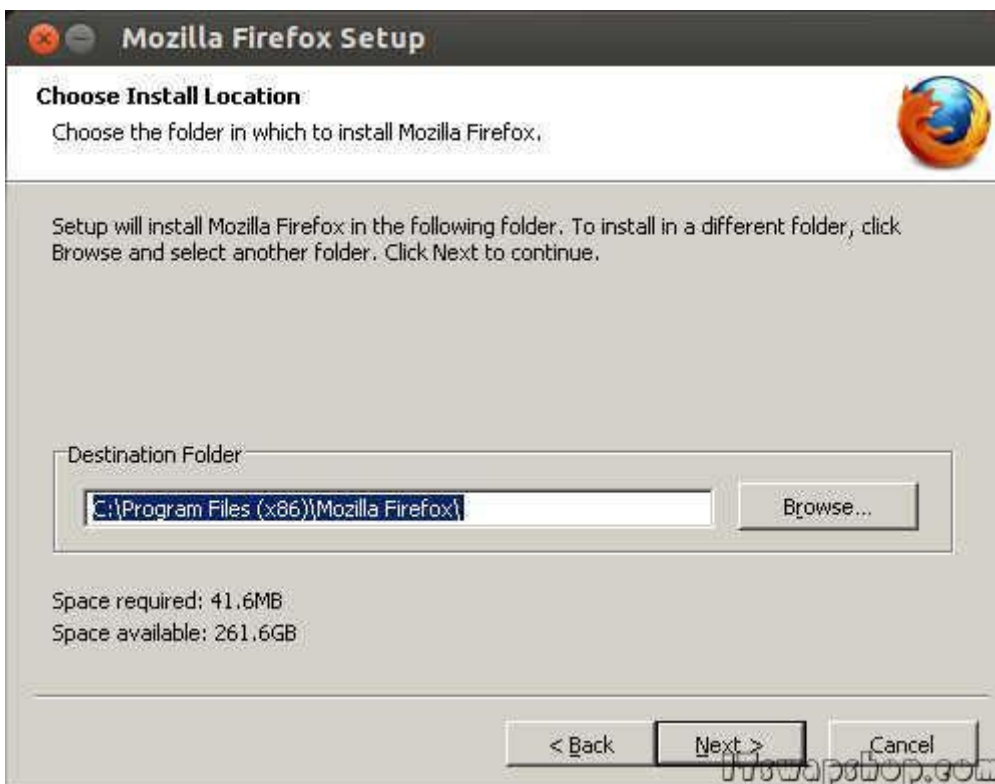 Mozilla Firefox Setup
Choose Install Location
Choose the folder in which to install Mozilla Firefox.
Setup will install Mozilla Firefox in the following folder. To install in a different folder, click
Browse and select another folder. Click Next to continue.
Destination Folder
C:\Program Files (x86)\Mozilla Firefox\
Browse...
Space required: 41.6MB
Space available: 261.6GB
< Back
Next >
Cancel
ITswapshop.com